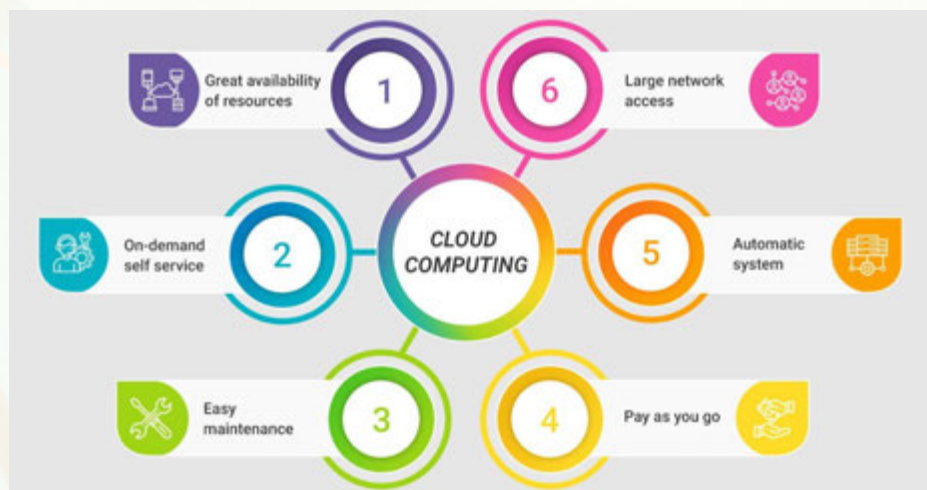 1
Great availability
of resources
2
On-demand
self service
3
Easy
maintenance
CLOUD
COMPUTING
6
Large network
access
5
Automatic
system
4
Pay as you go